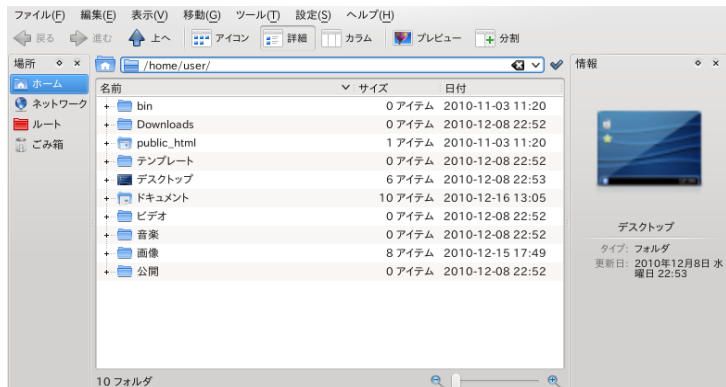 ファイル(F) 編集(E) 表示(V) 移動(G) ツール(T) 設定(S) ヘルプ(H)
戻る 進む 上へ アイコン 詳細 カラム プレビュー 分割
場所 /home/user/ 情報
ホーム
ネットワーク
ルート
ごみ箱
名前 サイズ 日付
bin 0 アイテム 2010-11-03 11:20
Downloads 0 アイテム 2010-12-08 22:52
public_html 1 アイテム 2010-11-03 11:20
テンプレート 0 アイテム 2010-12-08 22:52
デスクトップ 6 アイテム 2010-12-08 22:53
ドキュメント 10 アイテム 2010-12-16 13:05
ビデオ 0 アイテム 2010-12-08 22:52
音楽 0 アイテム 2010-12-08 22:52
画像 8 アイテム 2010-12-15 17:49
公開 0 アイテム 2010-12-08 22:52
10 フォルダ
デスクトップ
タイプ: フォルダ
更新日: 2010年12月8日 水
曜日 22:53